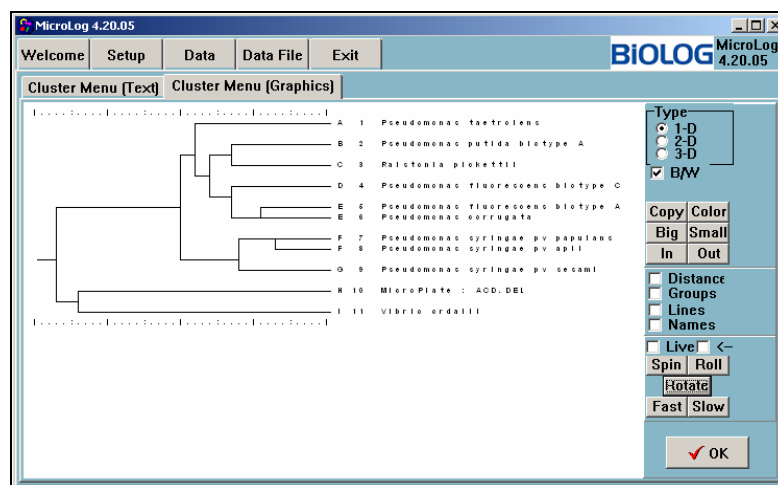 MicroLog 4.20.05
Welcome Setup Data Data File Exit
BiOLOG MicroLog 4.20.05
Cluster Menu (Text) Cluster Menu (Graphics)
A 1 Pseudomonas taetrolens
B 2 Pseudomonas putida biotype A
C 3 Ralstonia pickettii
D 4 Pseudomonas fluorescens biotype C
E 5 Pseudomonas fluorescens biotype A
E 6 Pseudomonas corrugata
F 7 Pseudomonas syringae pv papulans
F 8 Pseudomonas syringae pv apii
G 9 Pseudomonas syringae pv sesami
H 10 MicroPlate : ACD.DEL
I 11 Vibrio ordalii
Type
1-D
2-D
3-D
B/W
Copy Color
Big Small
In Out
Distance
Groups
Lines
Names
Live <--
Spin Roll
Rotate
Fast Slow
OK